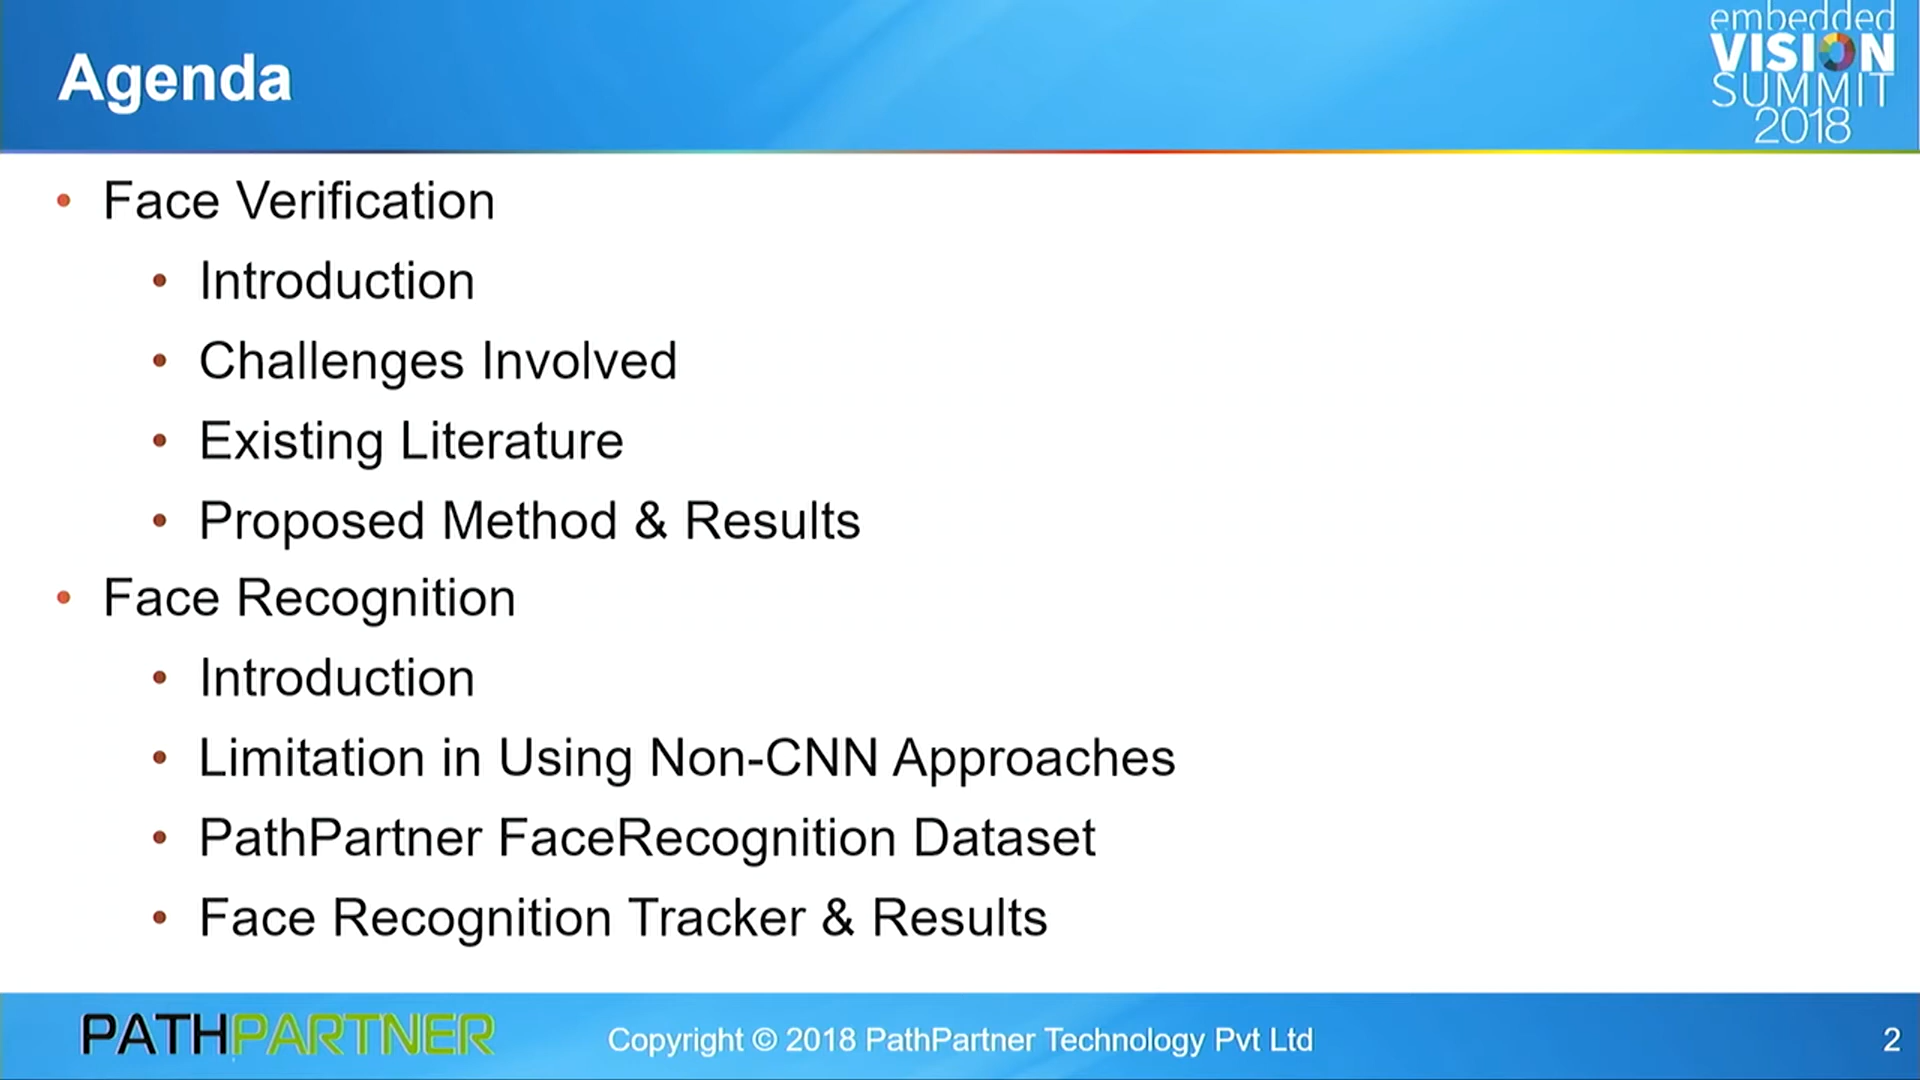 Agenda
embedded
VISION
SUMMIT
2018
• Face Verification
• Introduction
• Challenges Involved
• Existing Literature
• Proposed Method & Results
• Face Recognition
• Introduction
• Limitation in Using Non-CNN Approaches
• PathPartner FaceRecognition Dataset
• Face Recognition Tracker & Results
PATHPARTNER
Copyright © 2018 PathPartner Technology Pvt Ltd
2